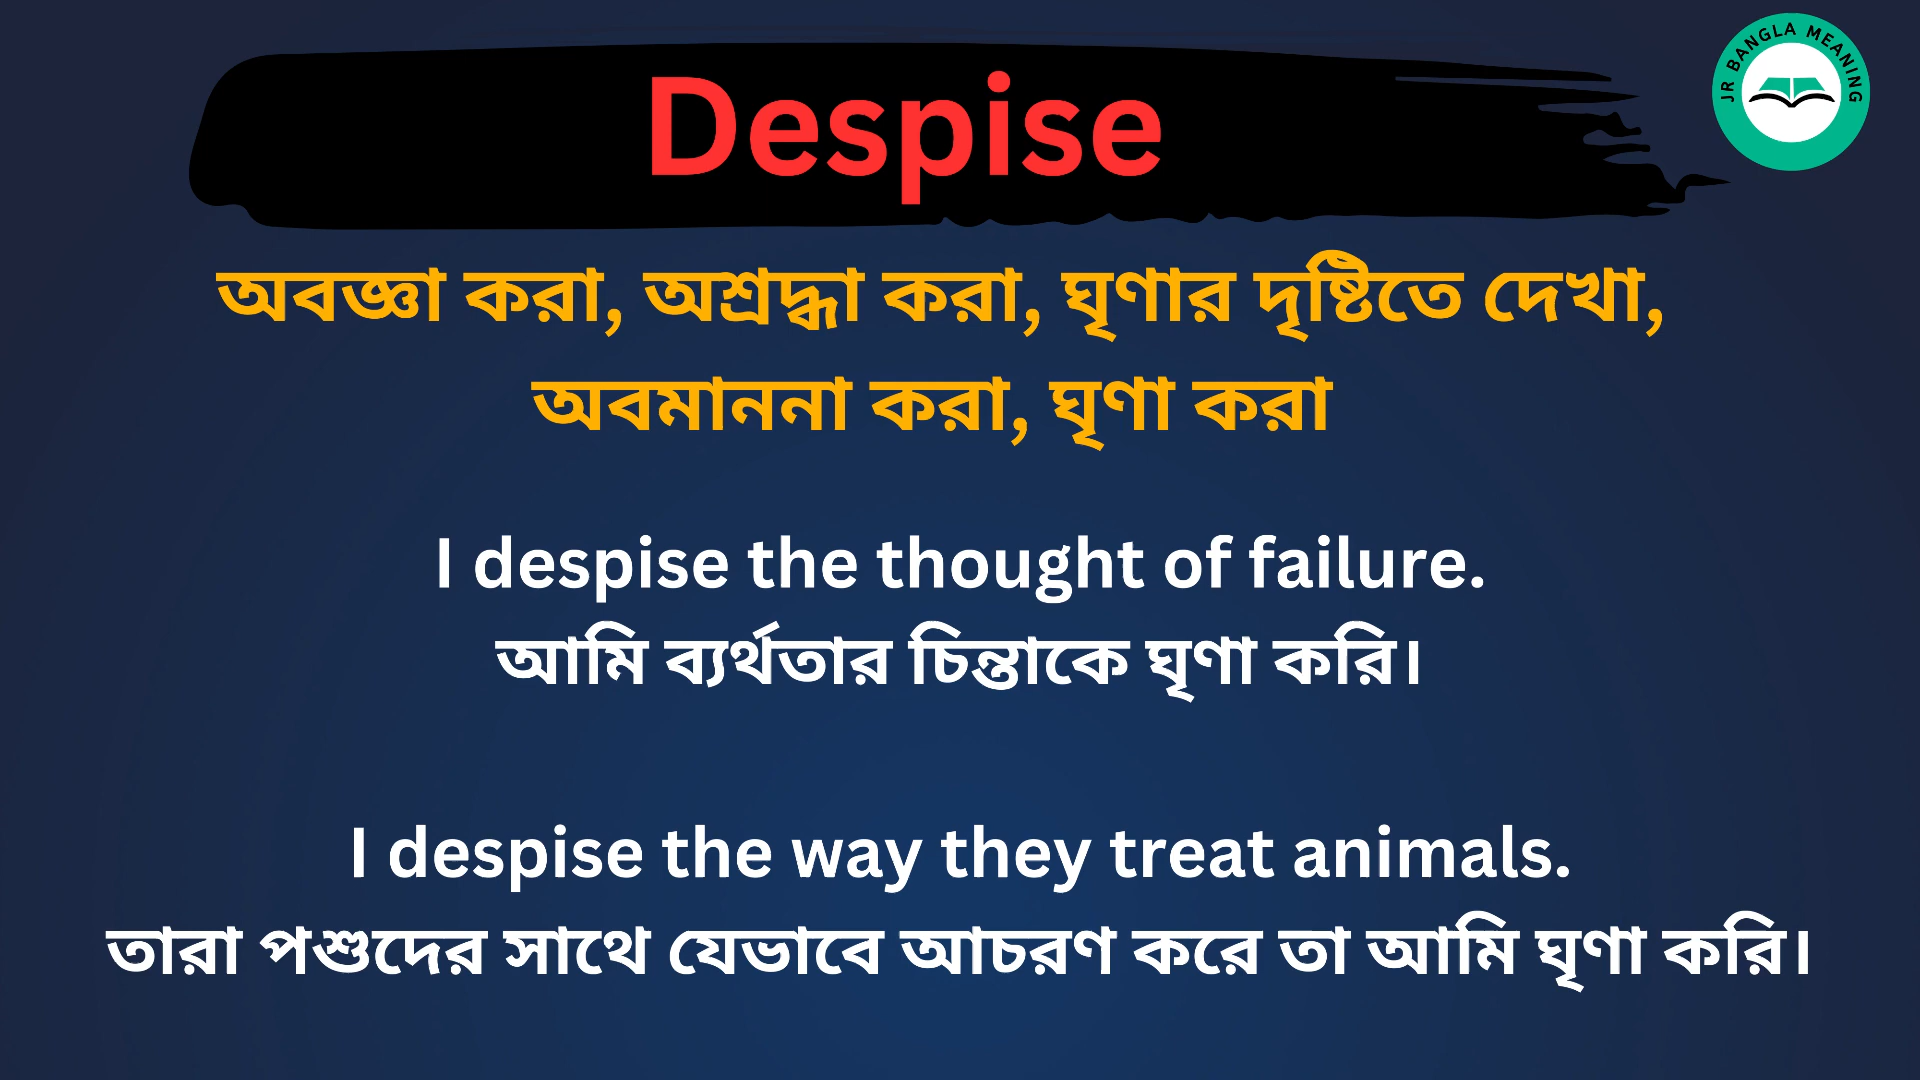 Despise
JR BANGLA MEANING
অবজ্ঞা করা, অশ্রদ্ধা করা, ঘৃণার দৃষ্টিতে দেখা,
অবমাননা করা, ঘৃণা করা
I despise the thought of failure.
আমি ব্যর্থতার চিন্তাকে ঘৃণা করি।
I despise the way they treat animals.
তারা পশুদের সাথে যেভাবে আচরণ করে তা আমি ঘৃণা করি।